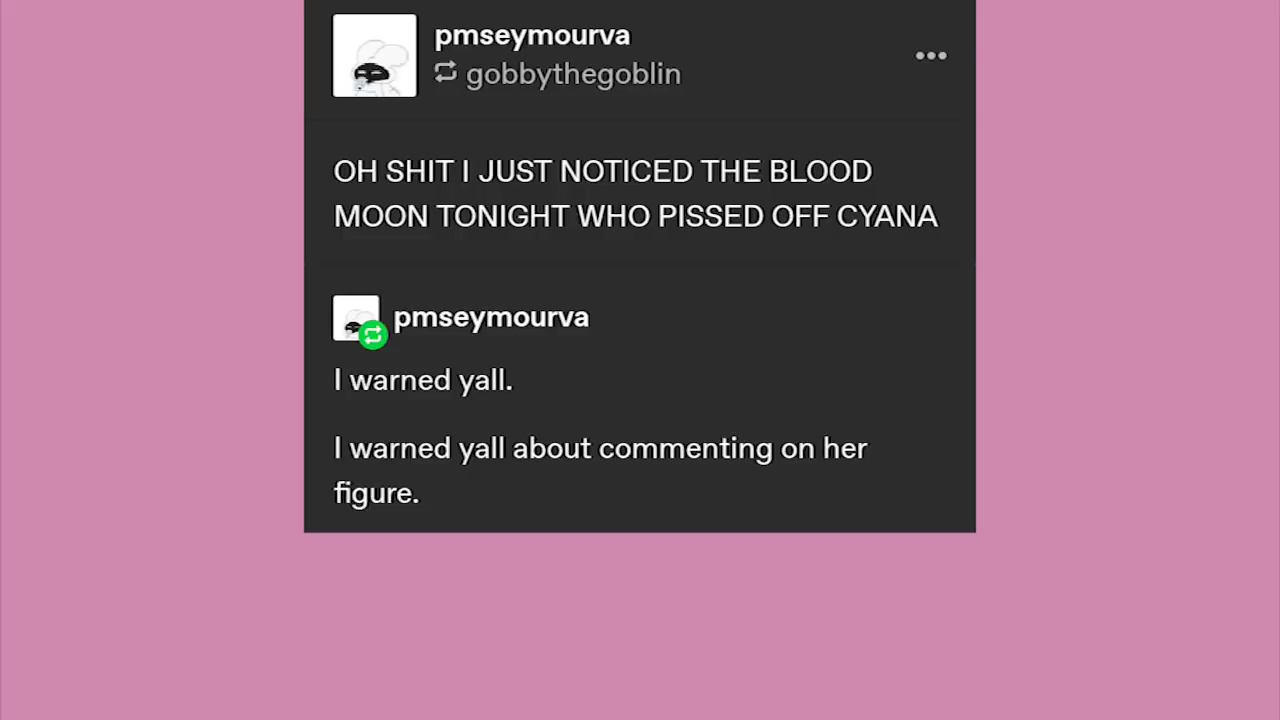 pmseymourva
gobbythegoblin
OH SHIT I JUST NOTICED THE BLOOD
MOON TONIGHT WHO PISSED OFF CYANA
pmseymourva
I warned yall.
I warned yall about commenting on her
figure.